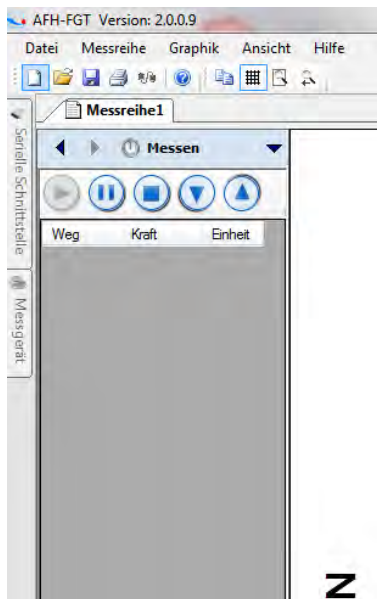 AFH-FGT Version: 2.0.0.9
Datei Messreihe Graphik Ansicht Hilfe
Messreihe1
Serielle Schnittstelle
Messgerät
Messen
Weg Kraft Einheit
N